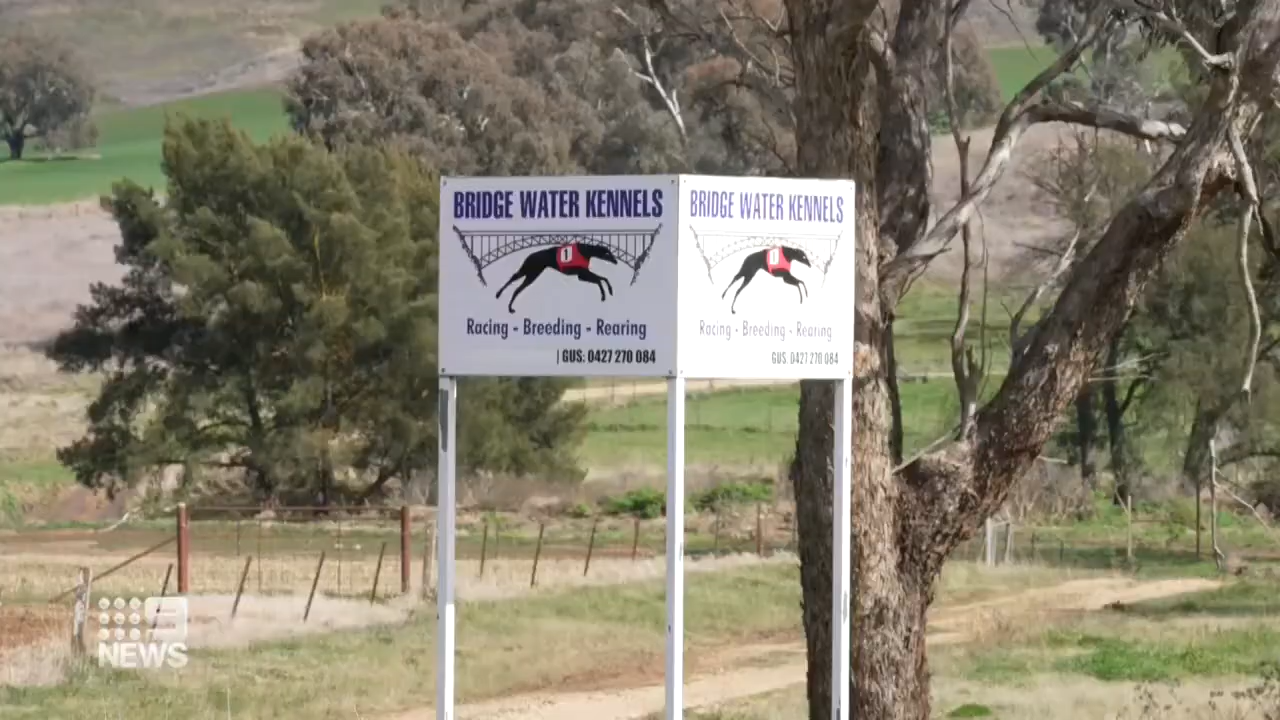 BRIDGE WATER KENNELS
1
Racing - Breeding - Rearing
| GUS: 0427 270 084
BRIDGE WATER KENNELS
Racing - Breeding - Rearing
GUS: 0427 270 084
9
NEWS